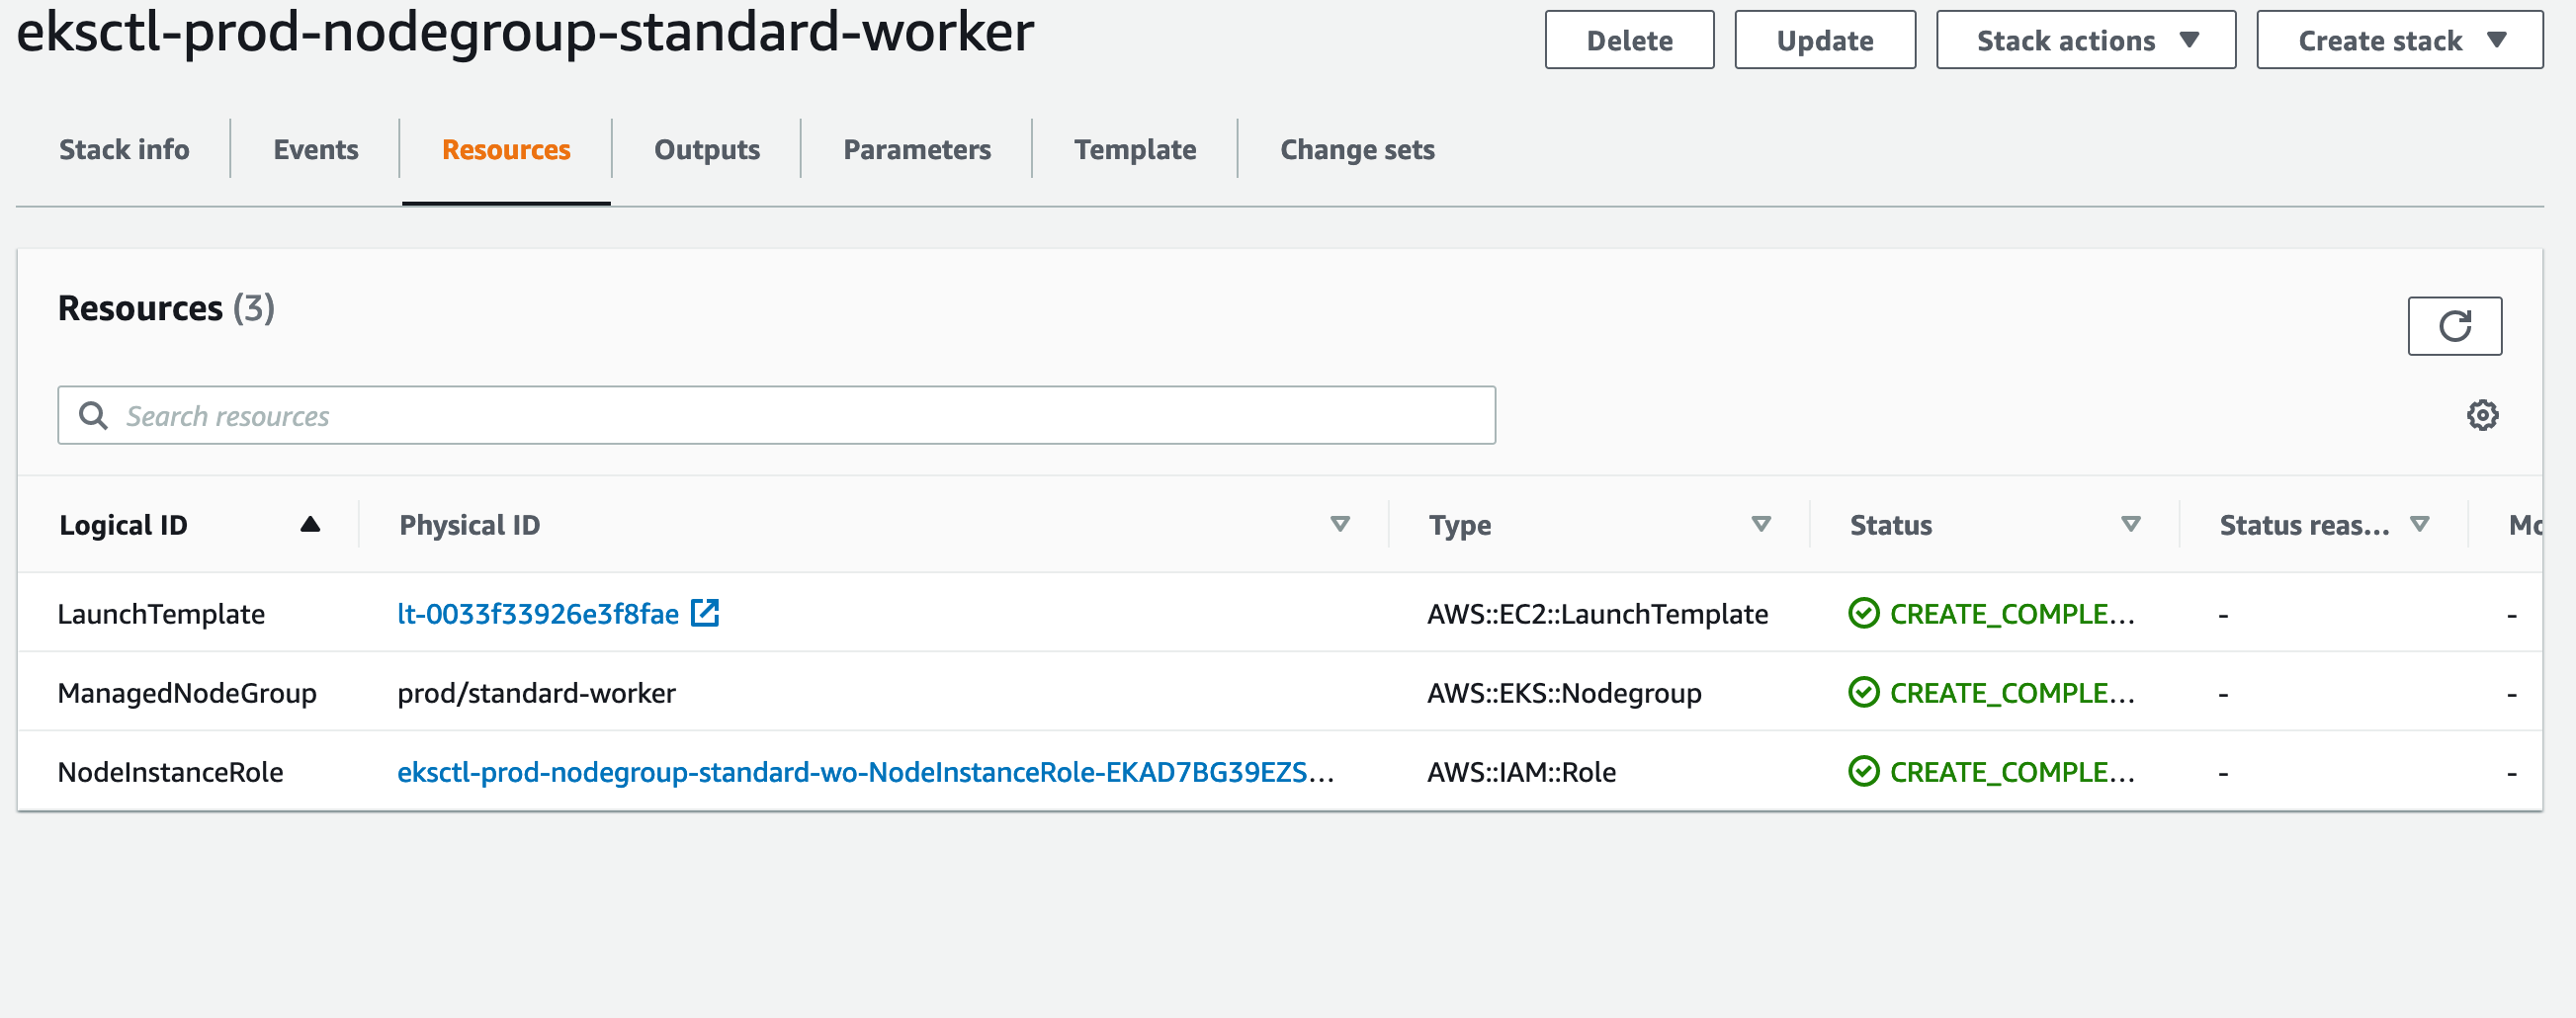 eksctl-prod-nodegroup-standard-worker
Delete
Update
Stack actions
Create stack
Stack info
Events
Resources
Outputs
Parameters
Template
Change sets
Resources (3)
Search resources
Logical ID Physical ID Type Status Status reas... Mo
LaunchTemplate lt-0033f33926e3f8fae AWS::EC2::LaunchTemplate CREATE_COMPLE... - -
ManagedNodeGroup prod/standard-worker AWS::EKS::Nodegroup CREATE_COMPLE... - -
NodeInstanceRole eksctl-prod-nodegroup-standard-wo-NodeInstanceRole-EKAD7BG39EZS... AWS::IAM::Role CREATE_COMPLE... - -